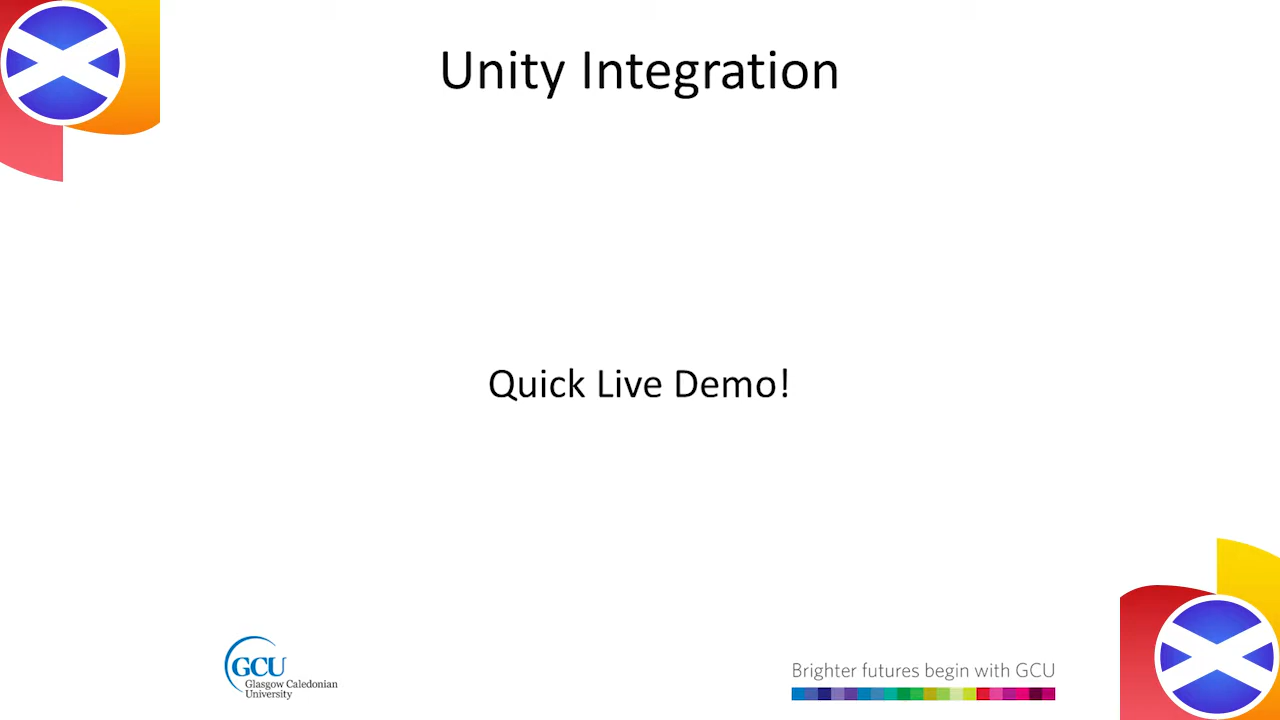 Unity Integration
Quick Live Demo!
GCU
Glasgow Caledonian
University
Brighter futures begin with GCU